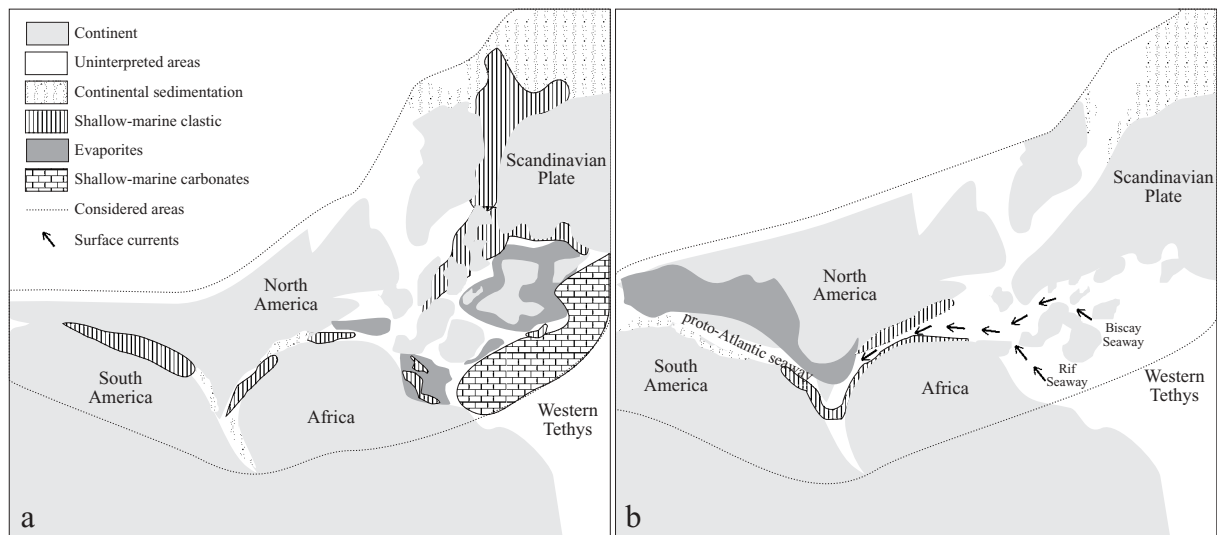 Continent
Uninterpreted areas
Continental sedimentation
Shallow-marine clastic
Evaporites
Shallow-marine carbonates
Considered areas
Surface currents
Scandinavian
Plate
North
America
South
America
Africa
Western
Tethys
a
Scandinavian
Plate
North
America
proto-Atlantic seaway
South
America
Africa
Biscay
Seaway
Rif
Seaway
Western
Tethys
b